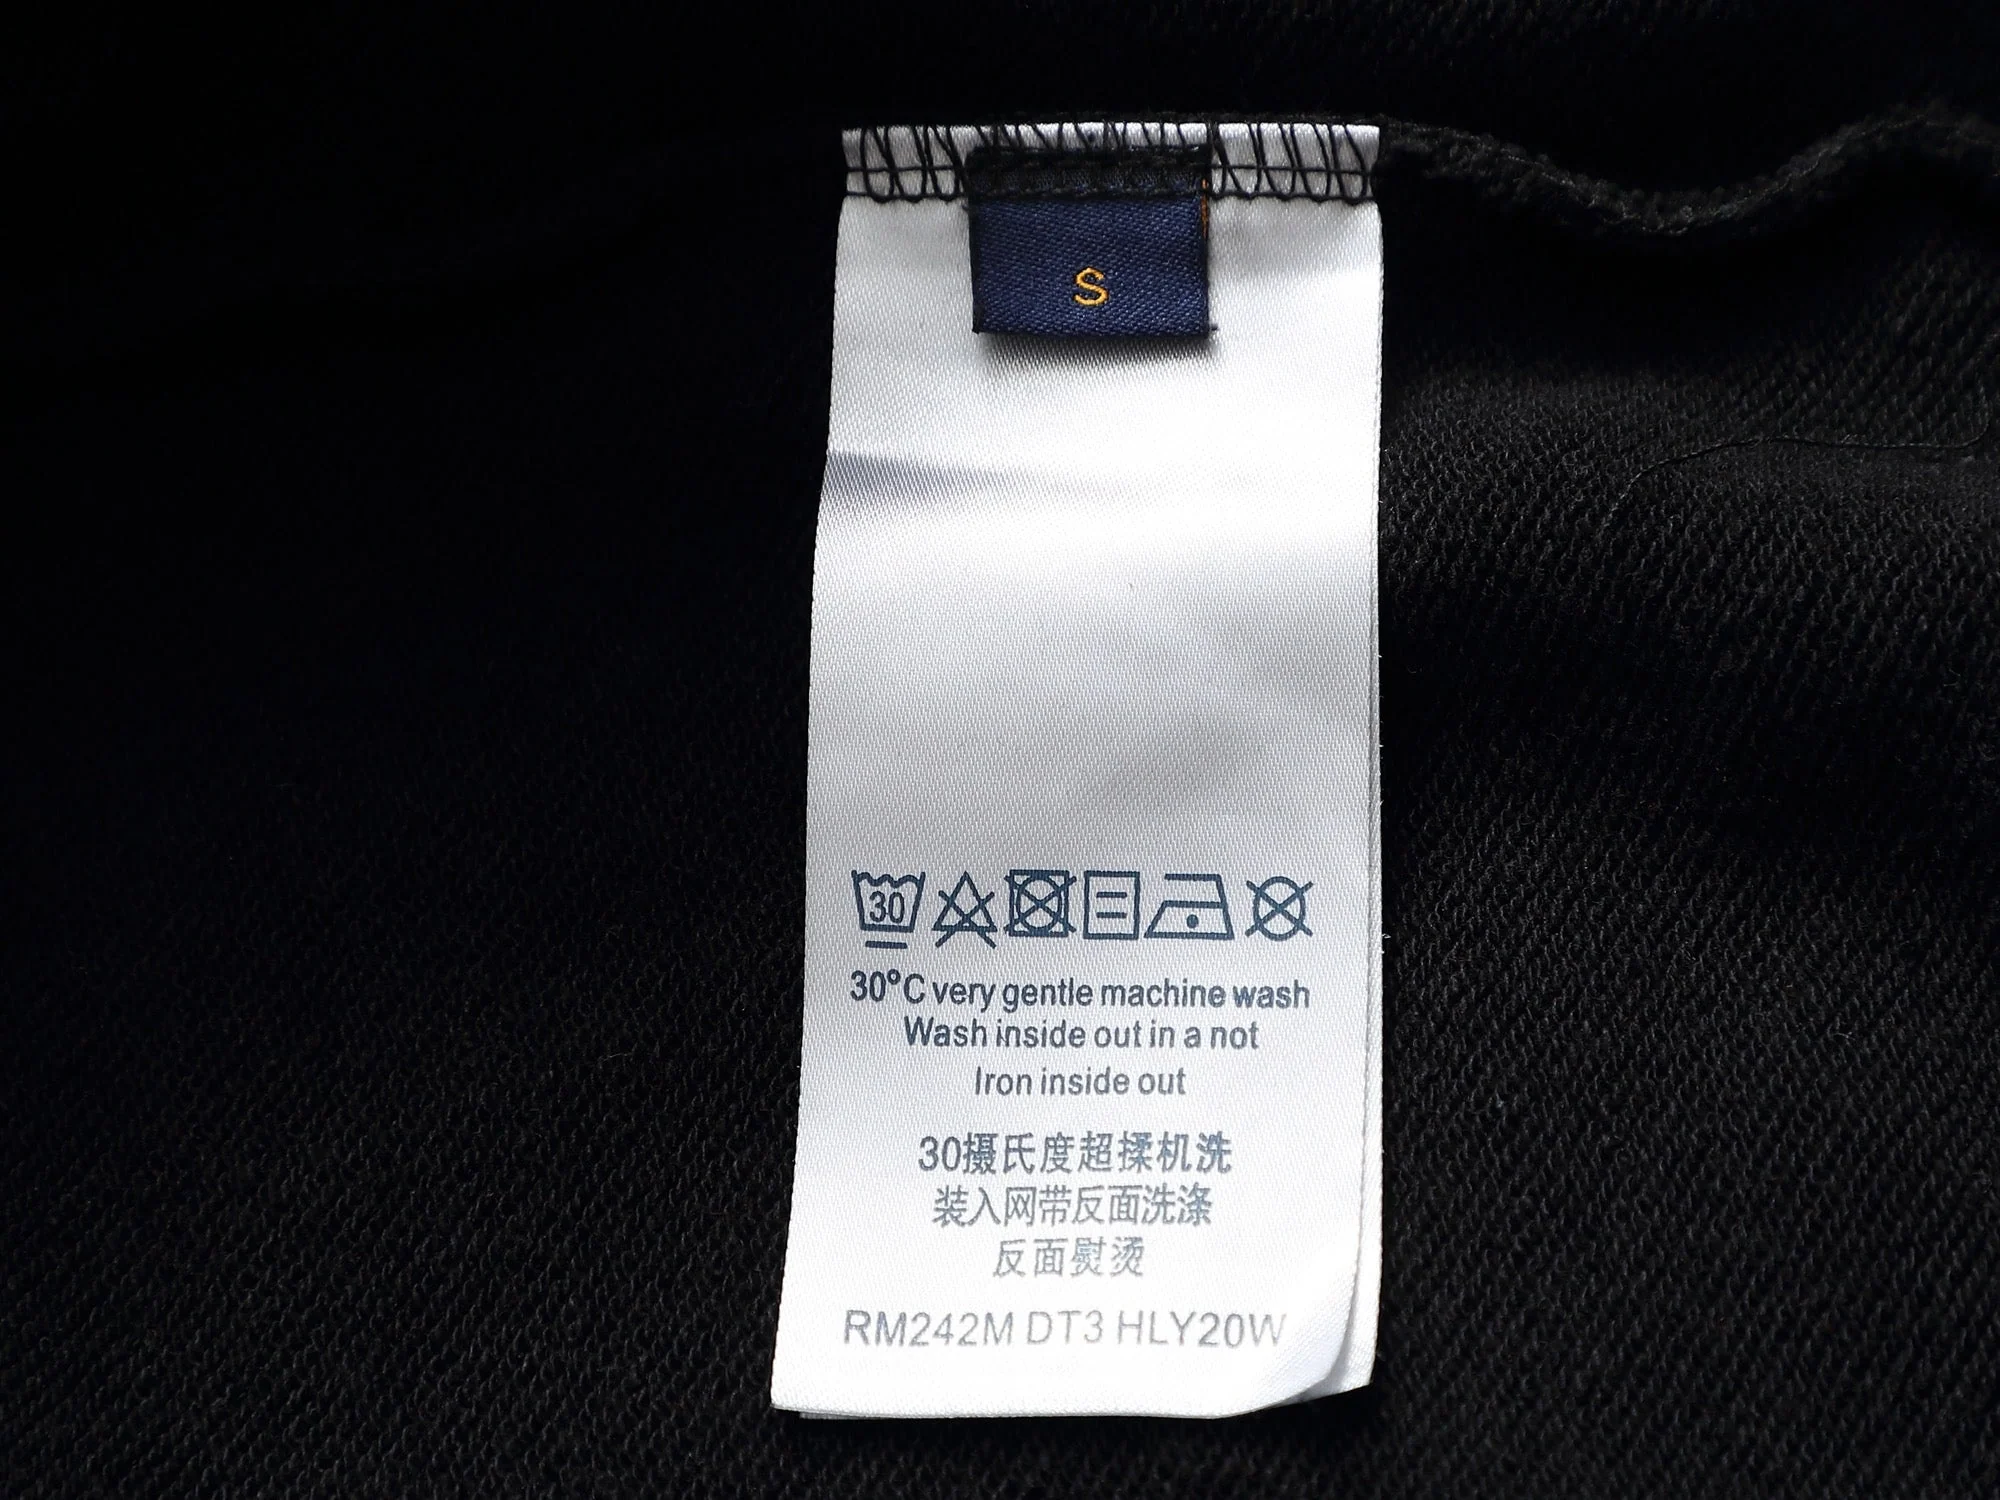 S
30
30°C very gentle machine wash
Wash inside out in a not
Iron inside out
30摄氏度超揉机洗
装入网带反面洗涤
反面熨烫
RM242M DT3 HLY20W